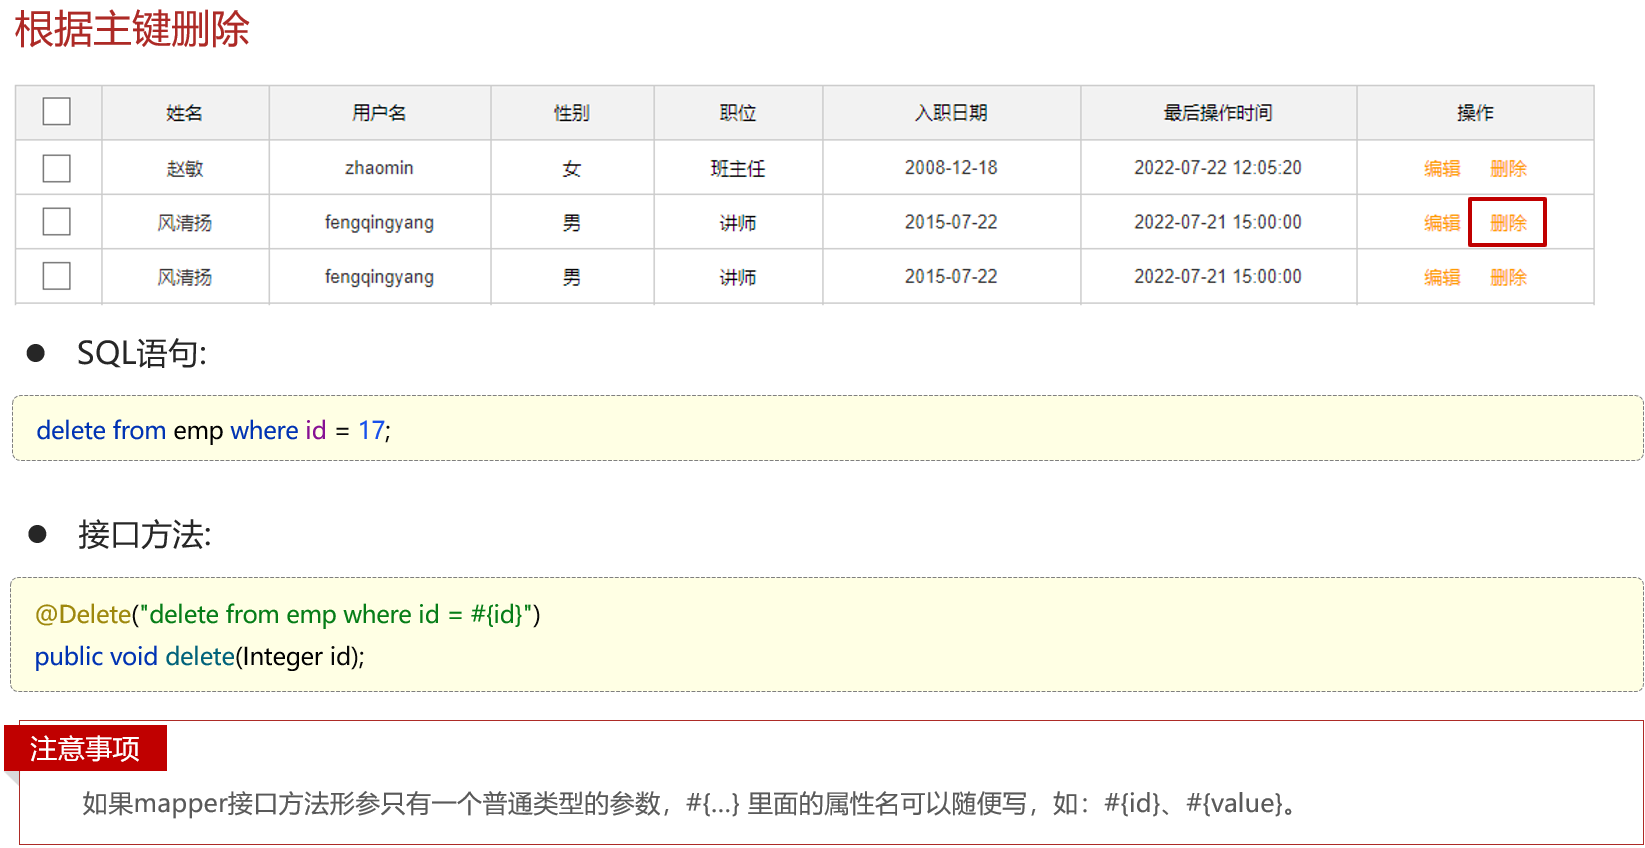 根据主键删除
姓名 用户名 性别 职位 入职日期 最后操作时间 操作
赵敏 zhaomin 女 班主任 2008-12-18 2022-07-22 12:05:20 编辑 删除
风清扬 fengqingyang 男 讲师 2015-07-22 2022-07-21 15:00:00 编辑 删除
风清扬 fengqingyang 男 讲师 2015-07-22 2022-07-21 15:00:00 编辑 删除
● SQL语句:
delete from emp where id = 17;
● 接口方法:
@Delete("delete from emp where id = #{id}")
public void delete(Integer id);
注意事项
如果mapper接口方法形参只有一个普通类型的参数，#{…} 里面的属性名可以随便写，如：#{id}、#{value}。